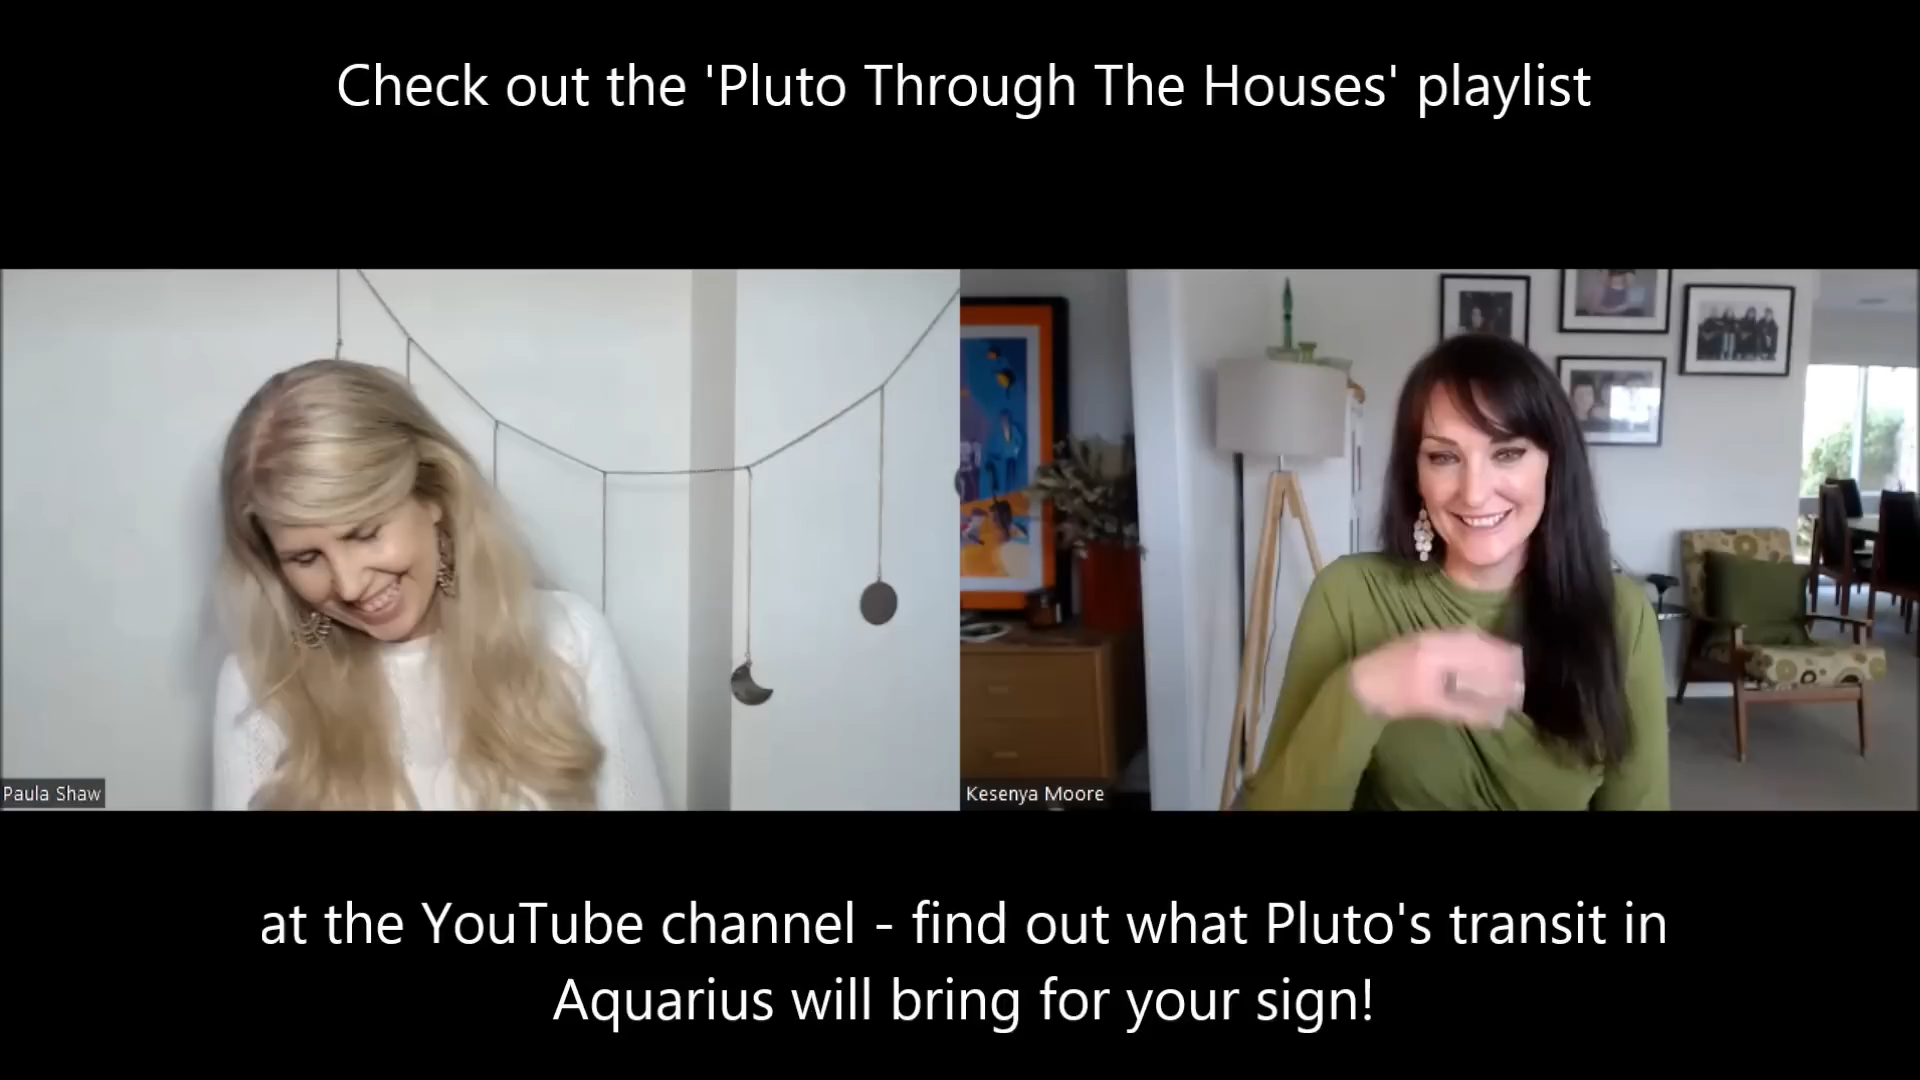 Check out the 'Pluto Through The Houses' playlist
Paula Shaw
Kesenya Moore
at the YouTube channel - find out what Pluto's transit in
Aquarius will bring for your sign!